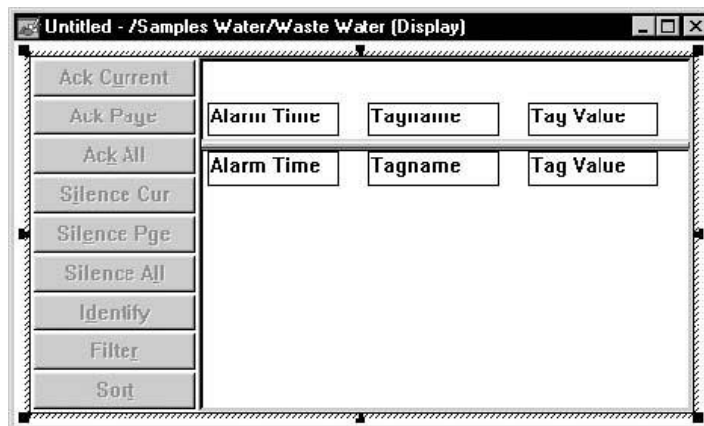 Untitled - /Samples Water/Waste Water (Display)
Ack Current
Ack Page
Alarm Time Tagname Tag Value
Ack All
Alarm Time Tagname Tag Value
Silence Cur
Silence Pge
Silence All
Identify
Filter
Sort